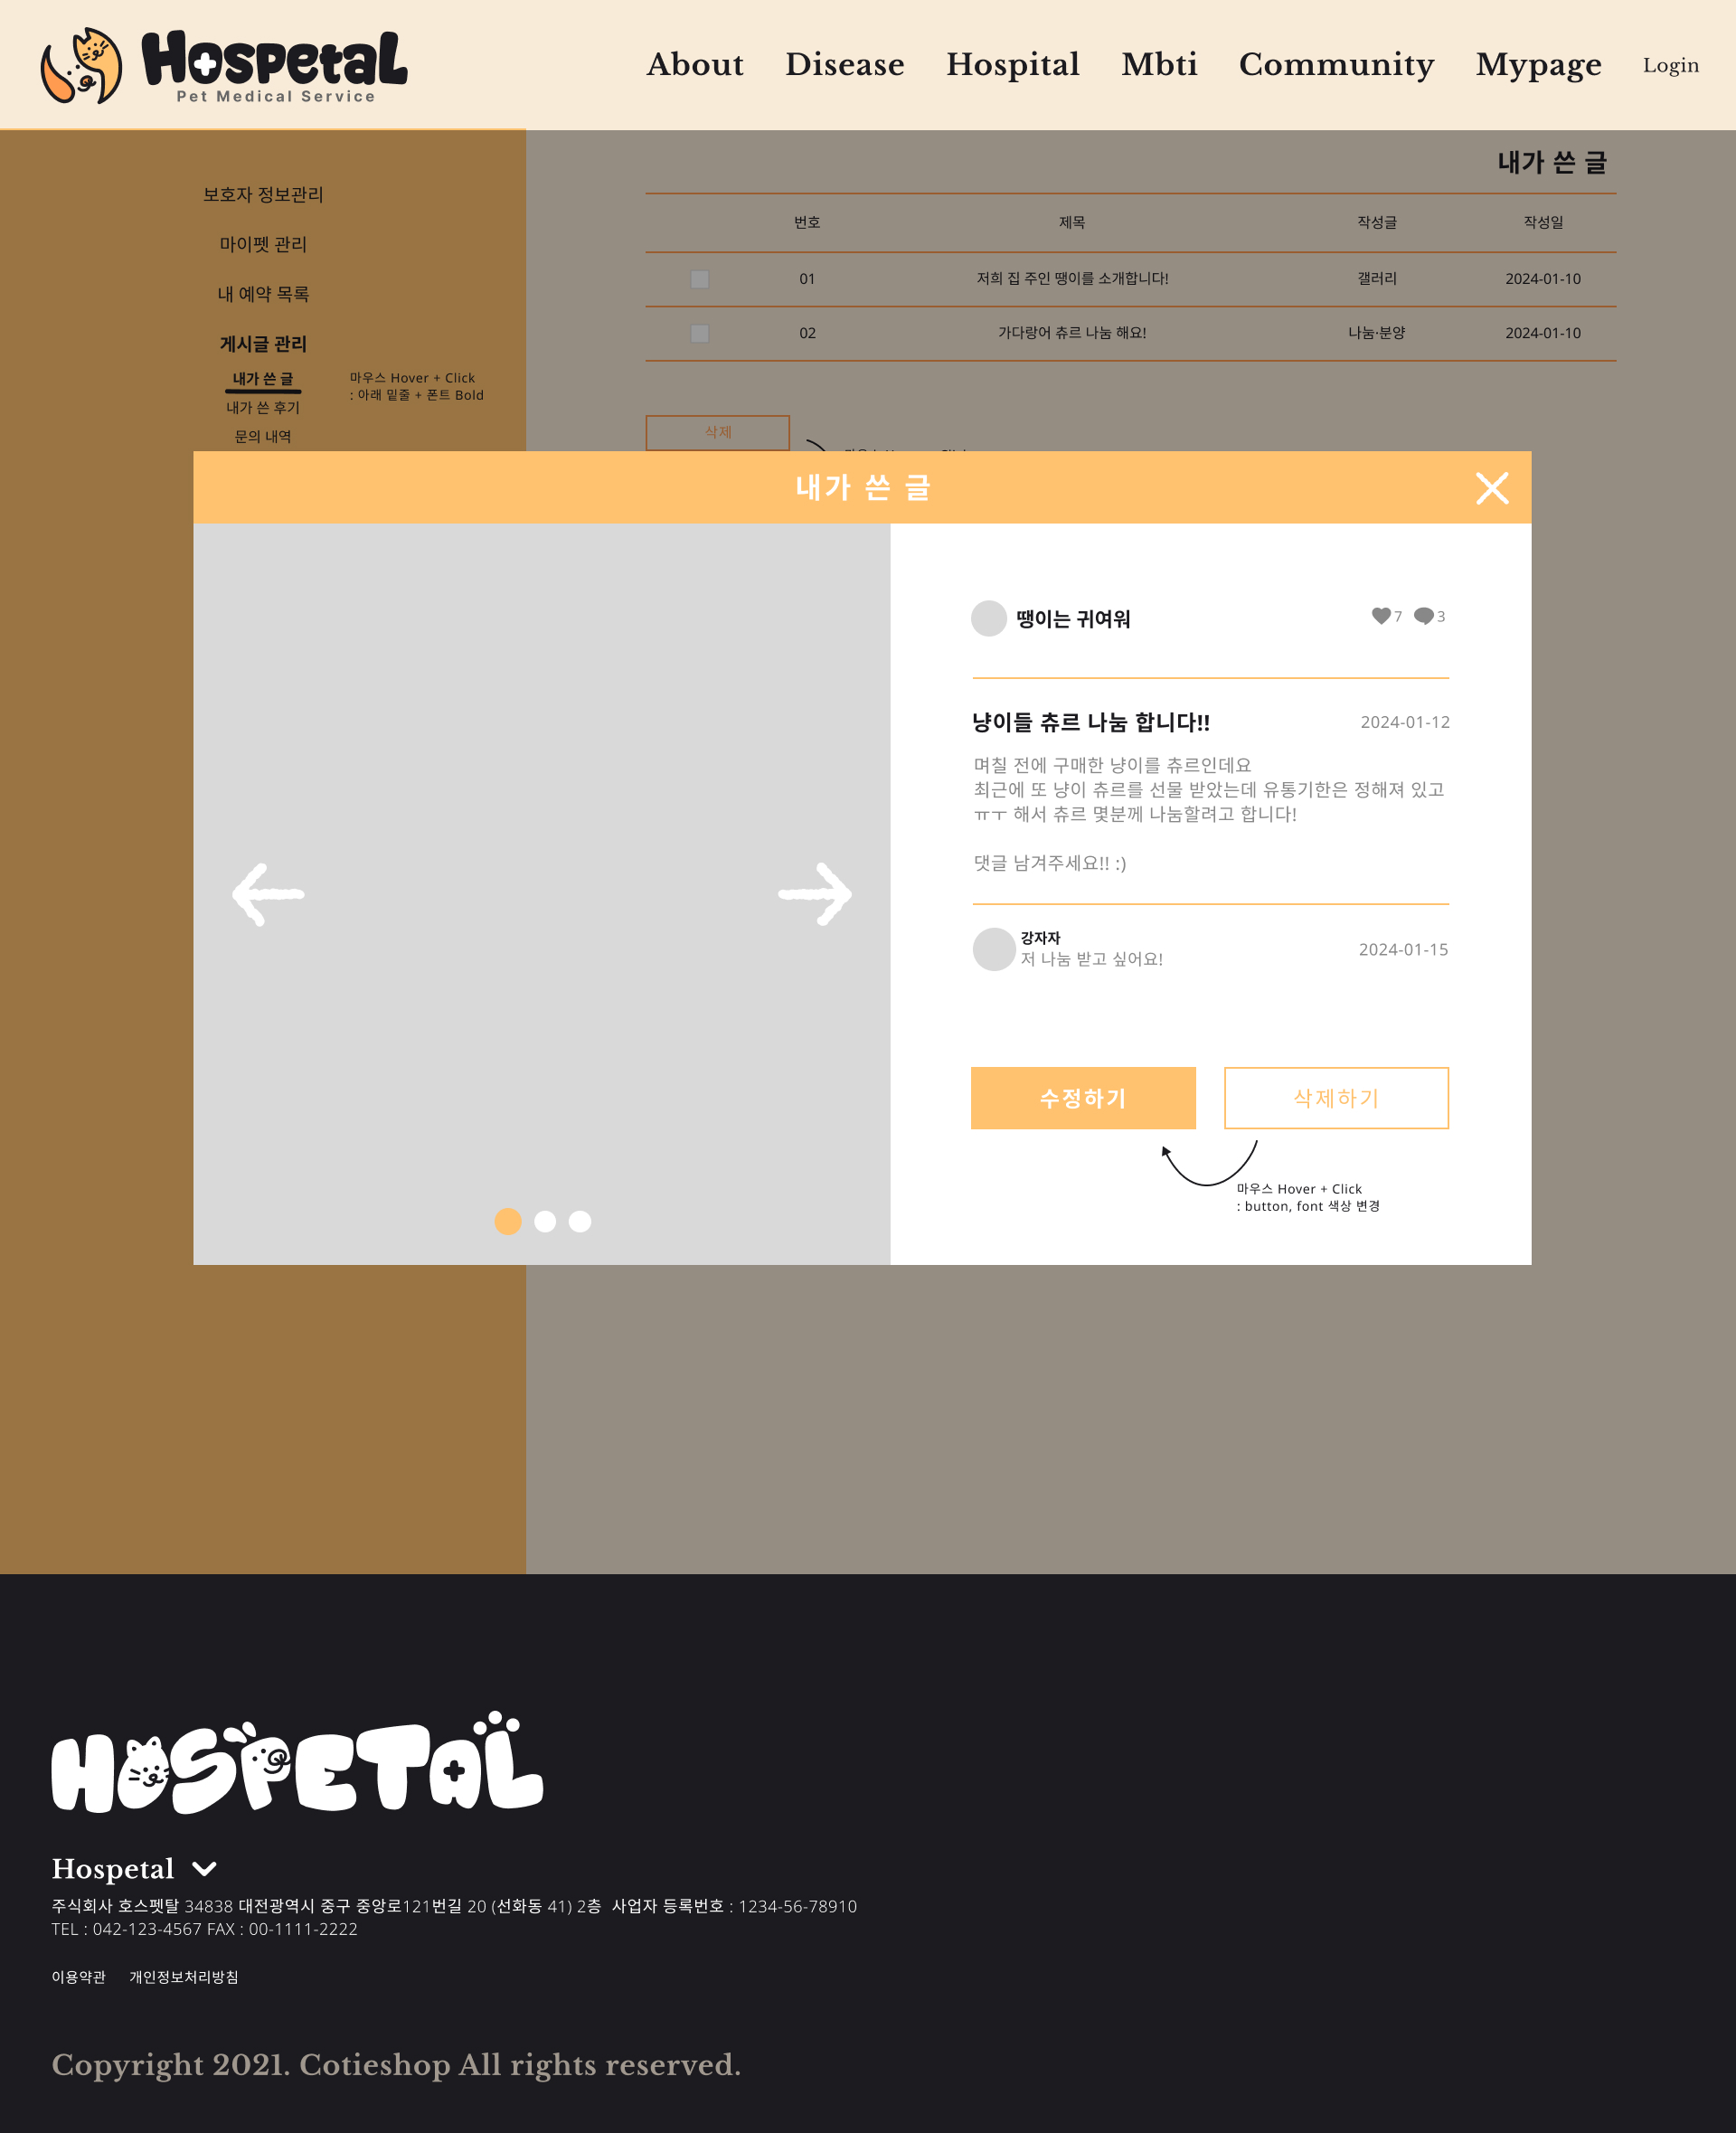 Hospetal
Pet Medical Service
About Disease Hospital Mbti Community Mypage Login
보호자 정보관리
마이펫 관리
내 예약 목록
게시글 관리
내가 쓴 글
내가 쓴 후기
문의 내역
마우스 Hover + Click
: 아래 밑줄 + 폰트 Bold
내가 쓴 글
번호 제목 작성글 작성일
01 저희 집 주인 땡이를 소개합니다! 갤러리 2024-01-10
02 가다랑어 츄르 나눔 해요! 나눔·분양 2024-01-10
삭제
내가 쓴 글
땡이는 귀여워
7 3
냥이들 츄르 나눔 합니다!! 2024-01-12
며칠 전에 구매한 냥이를 츄르인데요
최근에 또 냥이 츄르를 선물 받았는데 유통기한은 정해져 있고
ㅠㅜ 해서 츄르 몇분께 나눔할려고 합니다!
댓글 남겨주세요!! :)
강자자
저 나눔 받고 싶어요!
2024-01-15
수정하기 삭제하기
마우스 Hover + Click
: button, font 색상 변경
HOSPETAL
Hospetal
주식회사 호스펫탈 34838 대전광역시 중구 중앙로121번길 20 (선화동 41) 2층 사업자 등록번호 : 1234-56-78910
TEL : 042-123-4567 FAX : 00-1111-2222
이용약관 개인정보처리방침
Copyright 2021. Cotieshop All rights reserved.